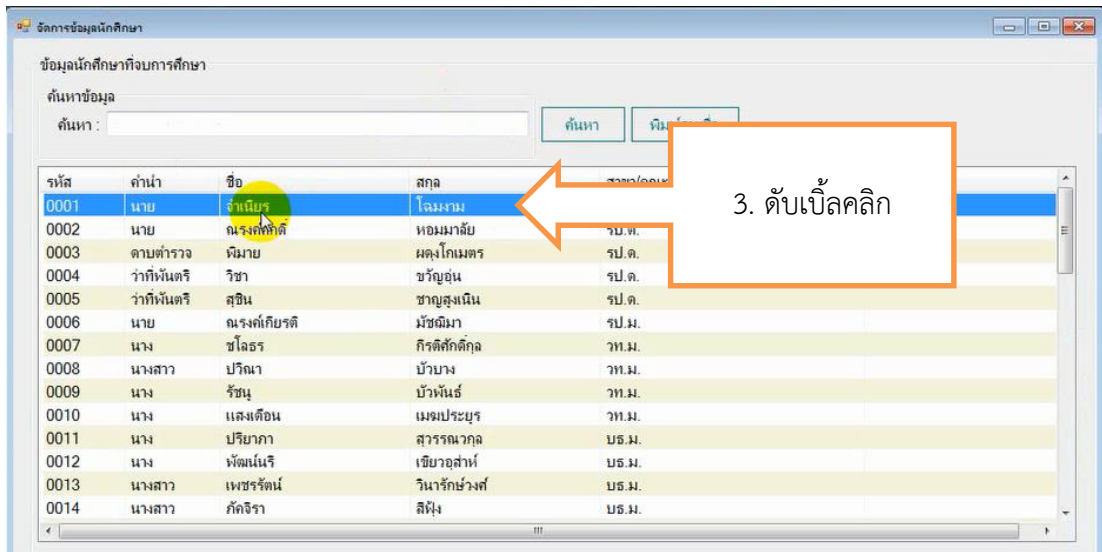 จัดการข้อมูลนักศึกษา
ข้อมูลนักศึกษาที่จบการศึกษา
ค้นหาข้อมูล
ค้นหา : ค้นหา
รหัส คำนำ ชื่อ สกุล
3. ดับเบิ้ลคลิก
0001 นาย จำเนียร โฉมงาม
0002 นาย ณรงค์ศักดิ์ หอมมาลัย รป.ด.
0003 ดาบตำรวจ พิมาย ผดุงโกเมตร รป.ด.
0004 ว่าที่พันตรี วิชา ขวัญอุ่น รป.ด.
0005 ว่าที่พันตรี สุชิน ชาญสูงเนิน รป.ด.
0006 นาย ณรงค์เกียรติ มัชฌิมา รป.ม.
0007 นาง ชโลธร กิรติศักดิ์กุล วท.ม.
0008 นางสาว ปวิณา บัวบาง วท.ม.
0009 นาง รัชนู บัวพันธ์ วท.ม.
0010 นาง แสงเดือน เมฆประยูร วท.ม.
0011 นาง ปริยาภา สุวรรณวกุล บธ.ม.
0012 นาง พัฒน์นรี เขียวอุส่าห์ บธ.ม.
0013 นางสาว เพชรรัตน์ วินารักษ์วงศ์ บธ.ม.
0014 นางสาว ภัคจิรา สีฟุ้ง บธ.ม.